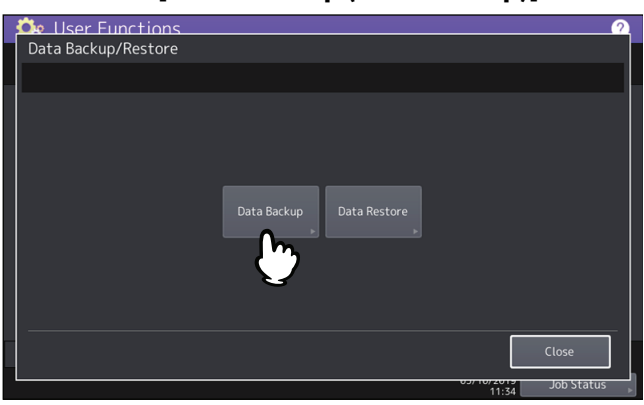 User Functions
?
Data Backup/Restore
Data Backup
Data Restore
Close
11:34
Job Status